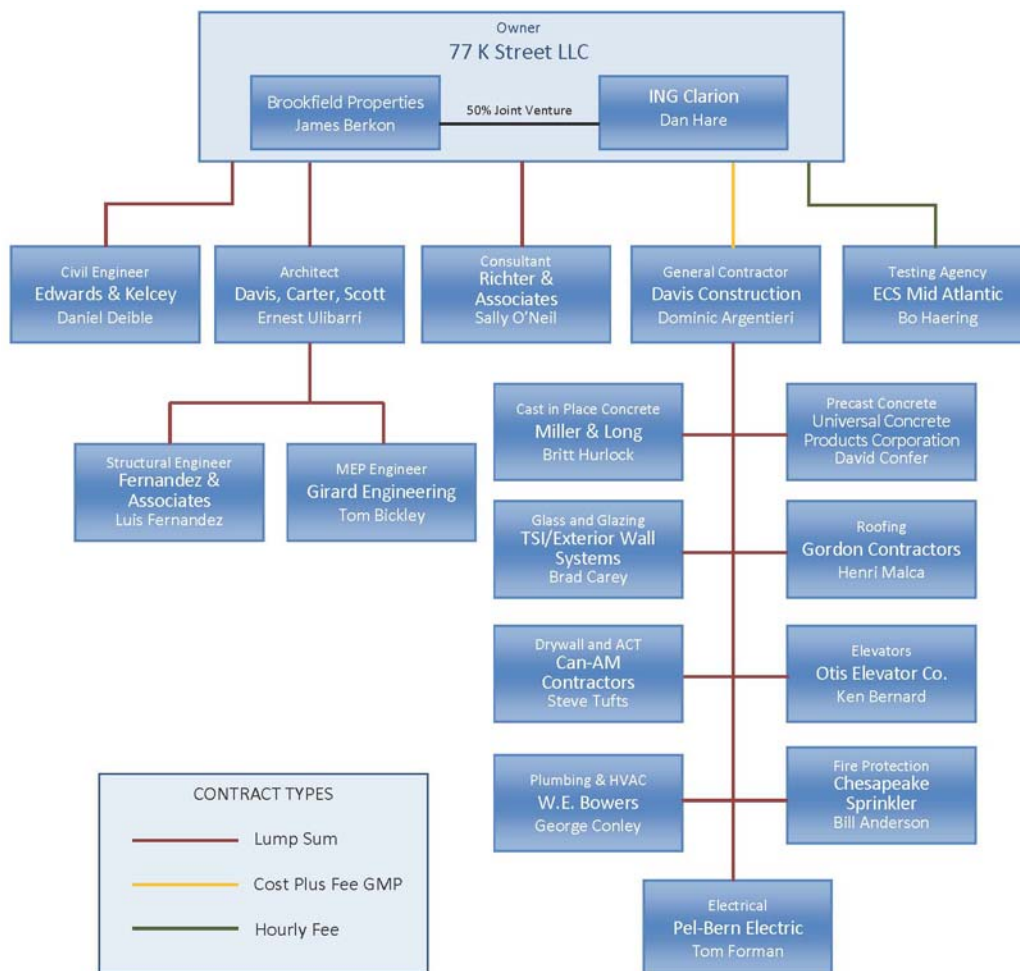 Owner
77 K Street LLC
Brookfield Properties
James Berkon
50% Joint Venture
ING Clarion
Dan Hare
Civil Engineer
Edwards & Kelcey
Daniel Deible
Architect
Davis, Carter, Scott
Ernest Ulibarri
Consultant
Richter &
Associates
Sally O'Neil
General Contractor
Davis Construction
Dominic Argentieri
Testing Agency
ECS Mid Atlantic
Bo Haering
Structural Engineer
Fernandez &
Associates
Luis Fernandez
MEP Engineer
Girard Engineering
Tom Bickley
Cast in Place Concrete
Miller & Long
Britt Hurlock
Precast Concrete
Universal Concrete
Products Corporation
David Confer
Glass and Glazing
TSI/Exterior Wall
Systems
Brad Carey
Roofing
Gordon Contractors
Henri Malca
Drywall and ACT
Can-AM
Contractors
Steve Tufts
Elevators
Otis Elevator Co.
Ken Bernard
Plumbing & HVAC
W.E. Bowers
George Conley
Fire Protection
Chesapeake
Sprinkler
Bill Anderson
Electrical
Pel-Bern Electric
Tom Forman
CONTRACT TYPES
Lump Sum
Cost Plus Fee GMP
Hourly Fee